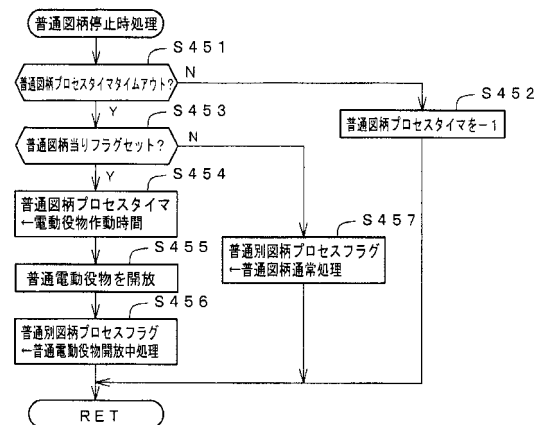 普通図柄停止時処理
S451
普通図柄プロセスタイマタイムアウト?
N
Y
S452
普通図柄プロセスタイマを-1
S453
普通図柄当りフラグセット?
N
Y
S454
普通図柄プロセスタイマ
←電動役物作動時間
S457
普通別図柄プロセスフラグ
←普通図柄通常処理
S455
普通電動役物を開放
S456
普通別図柄プロセスフラグ
←普通電動役物開放中処理
RET